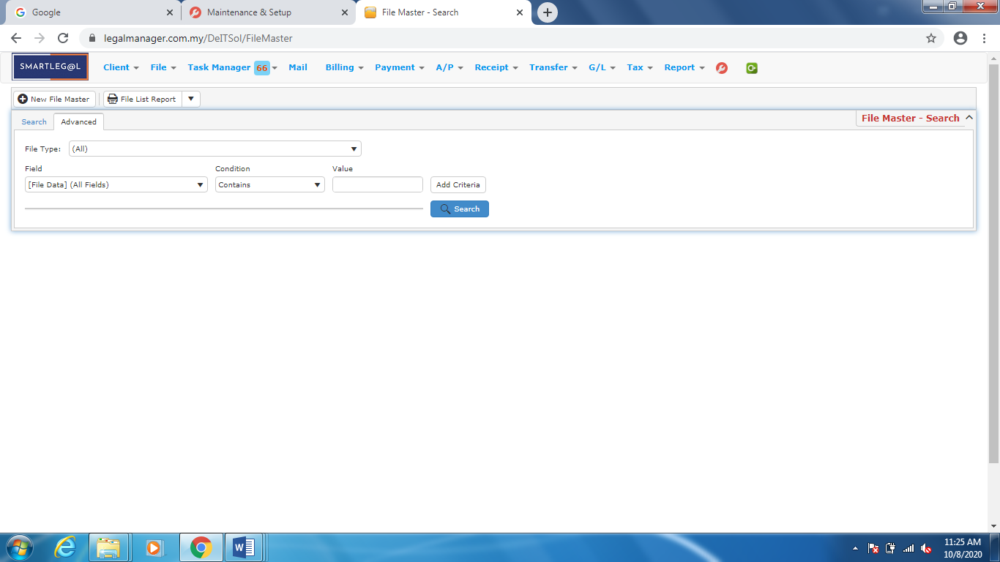 Google
Maintenance & Setup
File Master - Search
legalmanager.com.my/DeITSol/FileMaster
SMARTLEG@L Client File Task Manager 66 Mail Billing Payment A/P Receipt Transfer G/L Tax Report
New File Master File List Report
Search Advanced File Master - Search
File Type: (All)
Field Condition Value
[File Data] (All Fields) Contains Add Criteria
Search
11:25 AM
10/8/2020